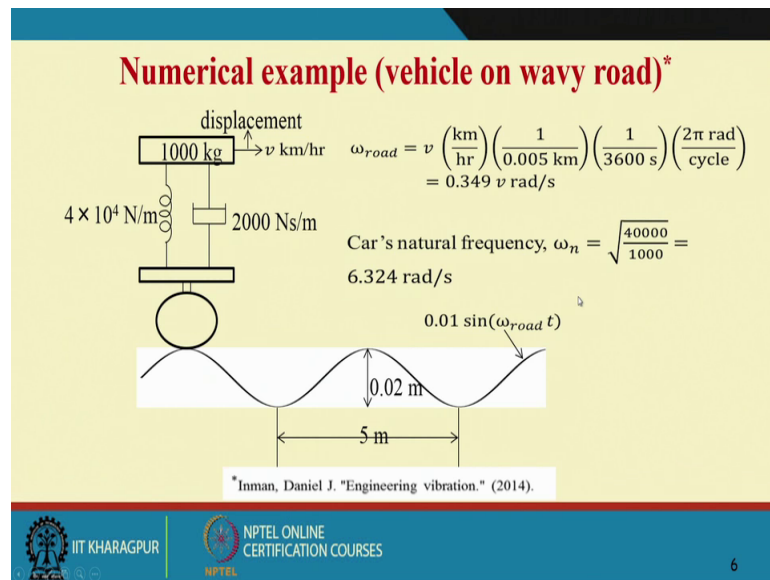 Numerical example (vehicle on wavy road)*
displacement
1000 kg
v km/hr
4 × 10⁴ N/m
2000 Ns/m
ω_road = v (km/hr)(1/0.005 km)(1/3600 s)(2π rad/cycle)
= 0.349 v rad/s
Car's natural frequency, ω_n = √(40000/1000) =
6.324 rad/s
0.01 sin(ω_road t)
0.02 m
5 m
*Inman, Daniel J. "Engineering vibration." (2014).
IIT KHARAGPUR
NPTEL
NPTEL ONLINE
CERTIFICATION COURSES
6